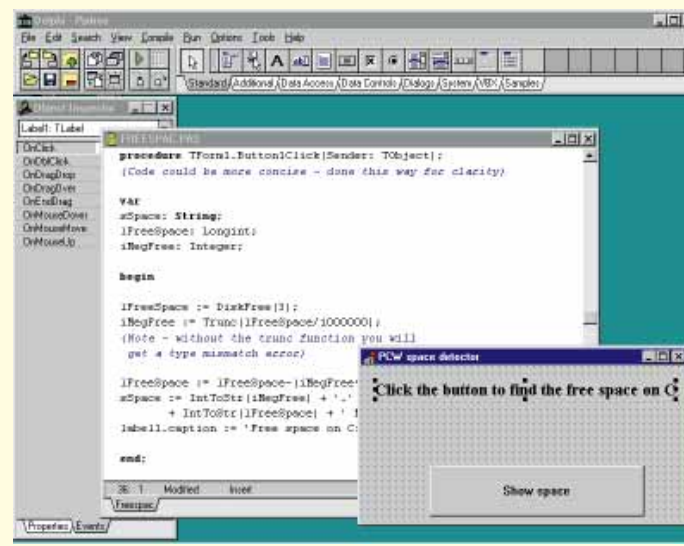 Delphi
File Edit Search View Compile Run Options Tools Help
Standard Additional Data Access Data Controls Dialogs System VBX Samples
Object Inspector
Label1: TLabel
OnClick
OnDblClick
OnDragDrop
OnDragOver
OnEndDrag
OnMouseDown
OnMouseMove
OnMouseUp
Properties Events
FREESPAC.PAS
procedure TForm1.Button1Click(Sender: TObject);
{Code could be more concise - done this way for clarity}
var
sSpace: String;
lFreeSpace: Longint;
iMegFree: Integer;
begin
lFreeSpace := DiskFree(3);
iMegFree := Trunc(lFreeSpace/1000000);
{Note - without the trunc function you will
get a type mismatch error}
lFreeSpace := lFreeSpace-(iMegFree*
sSpace := IntToStr(iMegFree) + '.'
+ IntToStr(lFreeSpace) + '
label1.caption := 'Free space on C:
end;
36: 1 Modified Insert
Freespac
PCW space detector
Click the button to find the free space on C
Show space